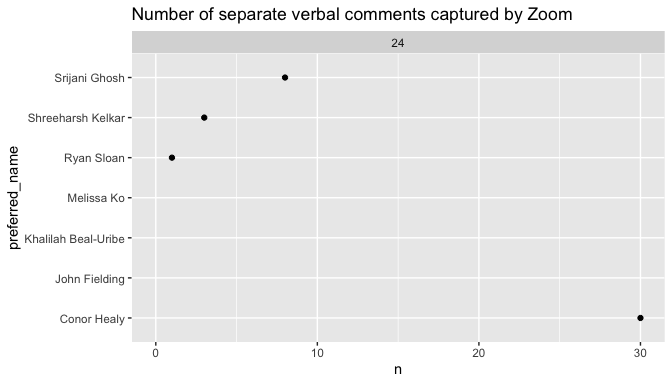 Number of separate verbal comments captured by Zoom
24
Srijani Ghosh
Shreeharsh Kelkar
Ryan Sloan
Melissa Ko
Khalilah Beal-Uribe
John Fielding
Conor Healy
preferred_name
0 10 20 30
n